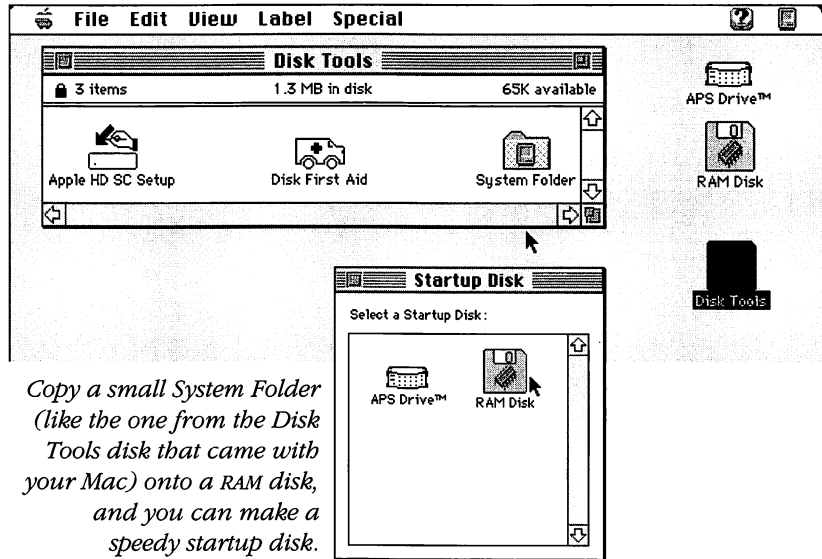 File Edit View Label Special
Disk Tools
3 items 1.3 MB in disk 65K available
Apple HD SC Setup Disk First Aid System Folder
APS Drive™
RAM Disk
Disk Tools
Startup Disk
Select a Startup Disk:
APS Drive™ RAM Disk
Copy a small System Folder
(like the one from the Disk
Tools disk that came with
your Mac) onto a RAM disk,
and you can make a
speedy startup disk.